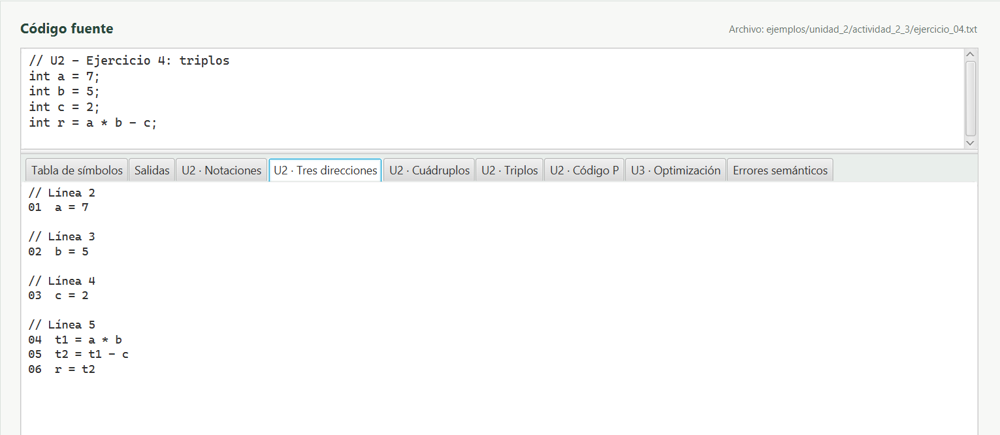 Código fuente
Archivo: ejemplos/unidad_2/actividad_2_3/ejercicio_04.txt
// U2 - Ejercicio 4: triplos
int a = 7;
int b = 5;
int c = 2;
int r = a * b - c;
Tabla de símbolos Salidas U2 · Notaciones U2 · Tres direcciones U2 · Cuádruplos U2 · Triplos U2 · Código P U3 · Optimización Errores semánticos
// Línea 2
01  a = 7
// Línea 3
02  b = 5
// Línea 4
03  c = 2
// Línea 5
04  t1 = a * b
05  t2 = t1 - c
06  r = t2